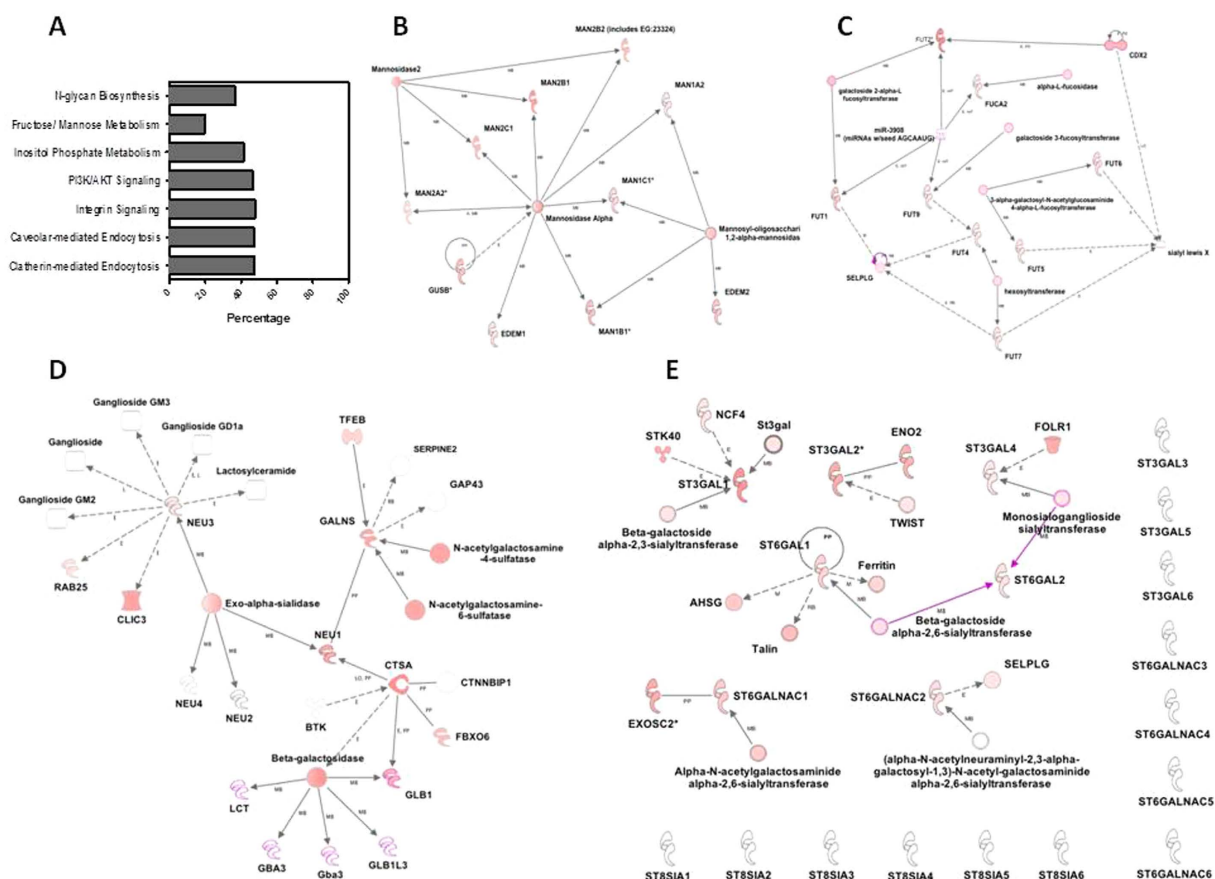 A
N-glycan Biosynthesis
Fructose/ Mannose Metabolism
Inositol Phosphate Metabolism
PI3K/AKT Signaling
Integrin Signaling
Caveolar-mediated Endocytosis
Clatherin-mediated Endocytosis
0
20
40
60
80
100
Percentage
B
MAN2B2 (includes EG:23324)
Mannosidase2
MAN2B1
MAN1A2
MAN2C1
MAN2A2*
MAN1C1*
Mannosidase Alpha
Mannosyl-oligosacchari
1,2-alpha-mannosidas
GUSB*
EDEM2
EDEM1
MAN1B1*
C
FUT2*
CDX2
galactoside 2-alpha-L
fucosyltransferase
FUCA2
alpha-L-fucosidase
miR-3908
(miRNAs w/seed AGCAAUG)
galactoside 3-fucosyltransferase
FUT6
3-alpha-galactosyl-N-acetylglucosaminide
4-alpha-L-fucosyltransferase
FUT1
FUT9
FUT4
sialyl lewis X
SELPLG
FUT5
hexosyltransferase
FUT7
D
Ganglioside GM3
Ganglioside GD1a
Ganglioside
Lactosylceramide
Ganglioside GM2
NEU3
RAB25
CLIC3
TFEB
SERPINE2
GAP43
GALNS
N-acetylgalactosamine
-4-sulfatase
N-acetylgalactosamine-
6-sulfatase
Exo-alpha-sialidase
NEU1
CTSA
CTNNBIP1
NEU4
NEU2
BTK
FBXO6
Beta-galactosidase
LCT
GLB1
GBA3
Gba3
GLB1L3
E
NCF4
STK40
St3gal
ST3GAL1
Beta-galactoside
alpha-2,3-sialyltransferase
ST3GAL2*
ENO2
TWIST
ST3GAL4
FOLR1
Monosialoganglioside
sialyltransferase
ST3GAL3
ST3GAL5
ST6GAL1
PP
Ferritin
AHSG
Talin
ST6GAL2
Beta-galactoside
alpha-2,6-sialyltransferase
ST3GAL6
ST6GALNAC3
EXOSC2*
ST6GALNAC1
Alpha-N-acetylgalactosaminide
alpha-2,6-sialyltransferase
SELPLG
ST6GALNAC2
(alpha-N-acetylneuraminyl-2,3-alpha-
galactosyl-1,3)-N-acetyl-galactosaminide
alpha-2,6-sialyltransferase
ST6GALNAC4
ST6GALNAC5
ST8SIA1
ST8SIA2
ST8SIA3
ST8SIA4
ST8SIA5
ST8SIA6
ST6GALNAC6